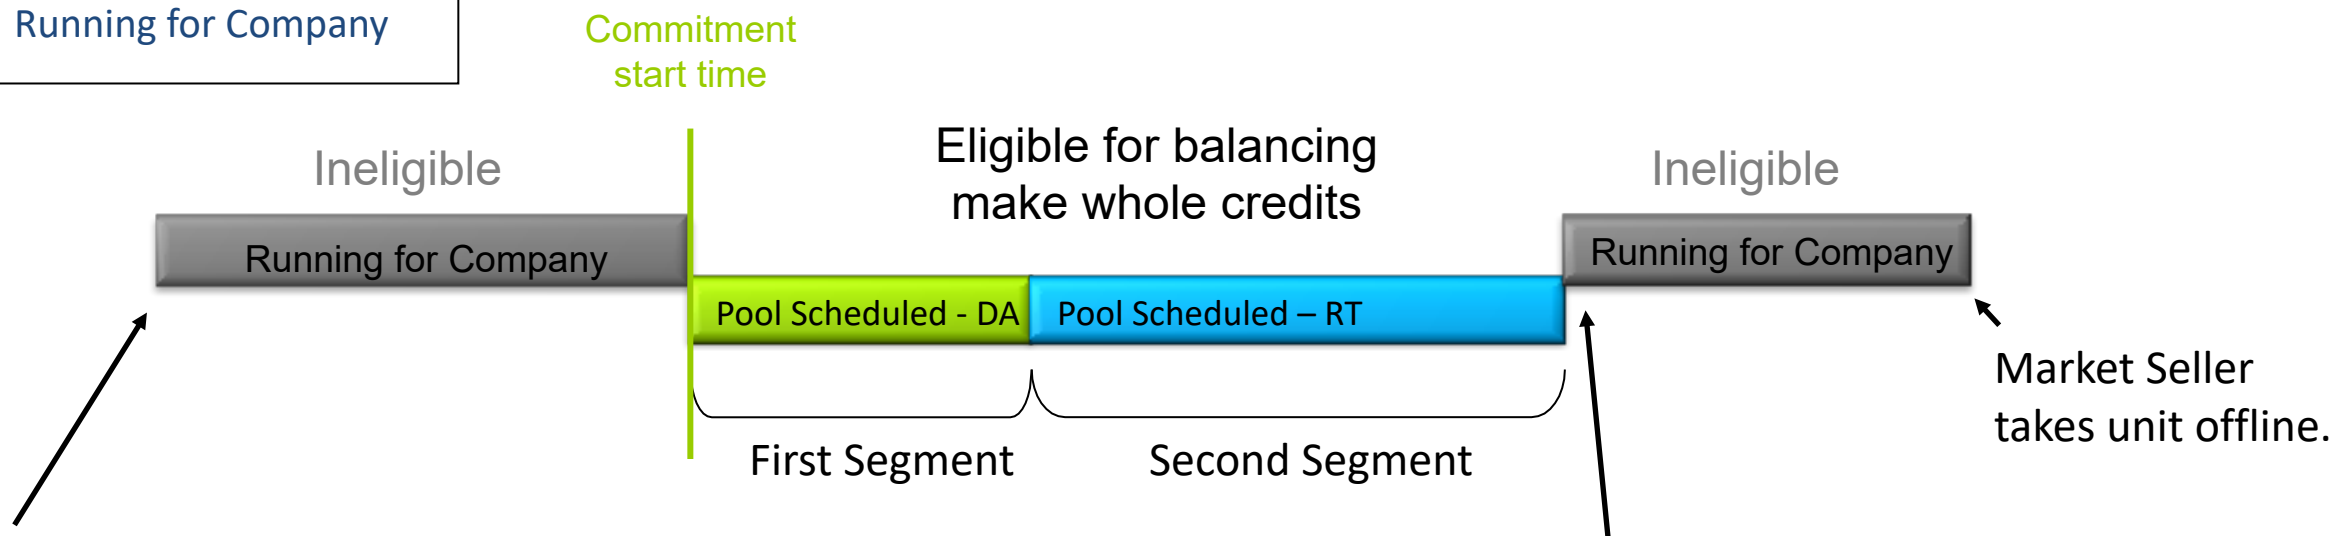 Running for Company
Commitment
start time
Ineligible
Eligible for balancing
make whole credits
Ineligible
Running for Company
Running for Company
Pool Scheduled - DA
Pool Scheduled – RT
Market Seller
takes unit offline.
First Segment
Second Segment